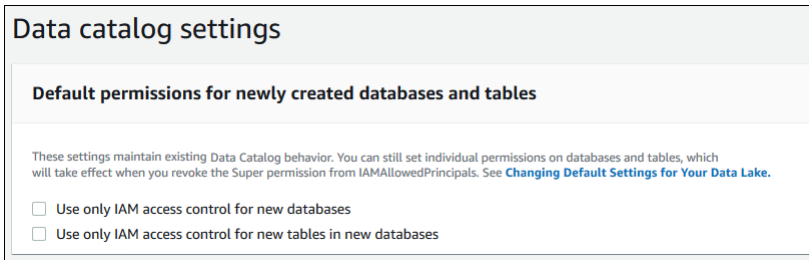 Data catalog settings
Default permissions for newly created databases and tables
These settings maintain existing Data Catalog behavior. You can still set individual permissions on databases and tables, which
will take effect when you revoke the Super permission from IAMAllowedPrincipals. See Changing Default Settings for Your Data Lake.
Use only IAM access control for new databases
Use only IAM access control for new tables in new databases